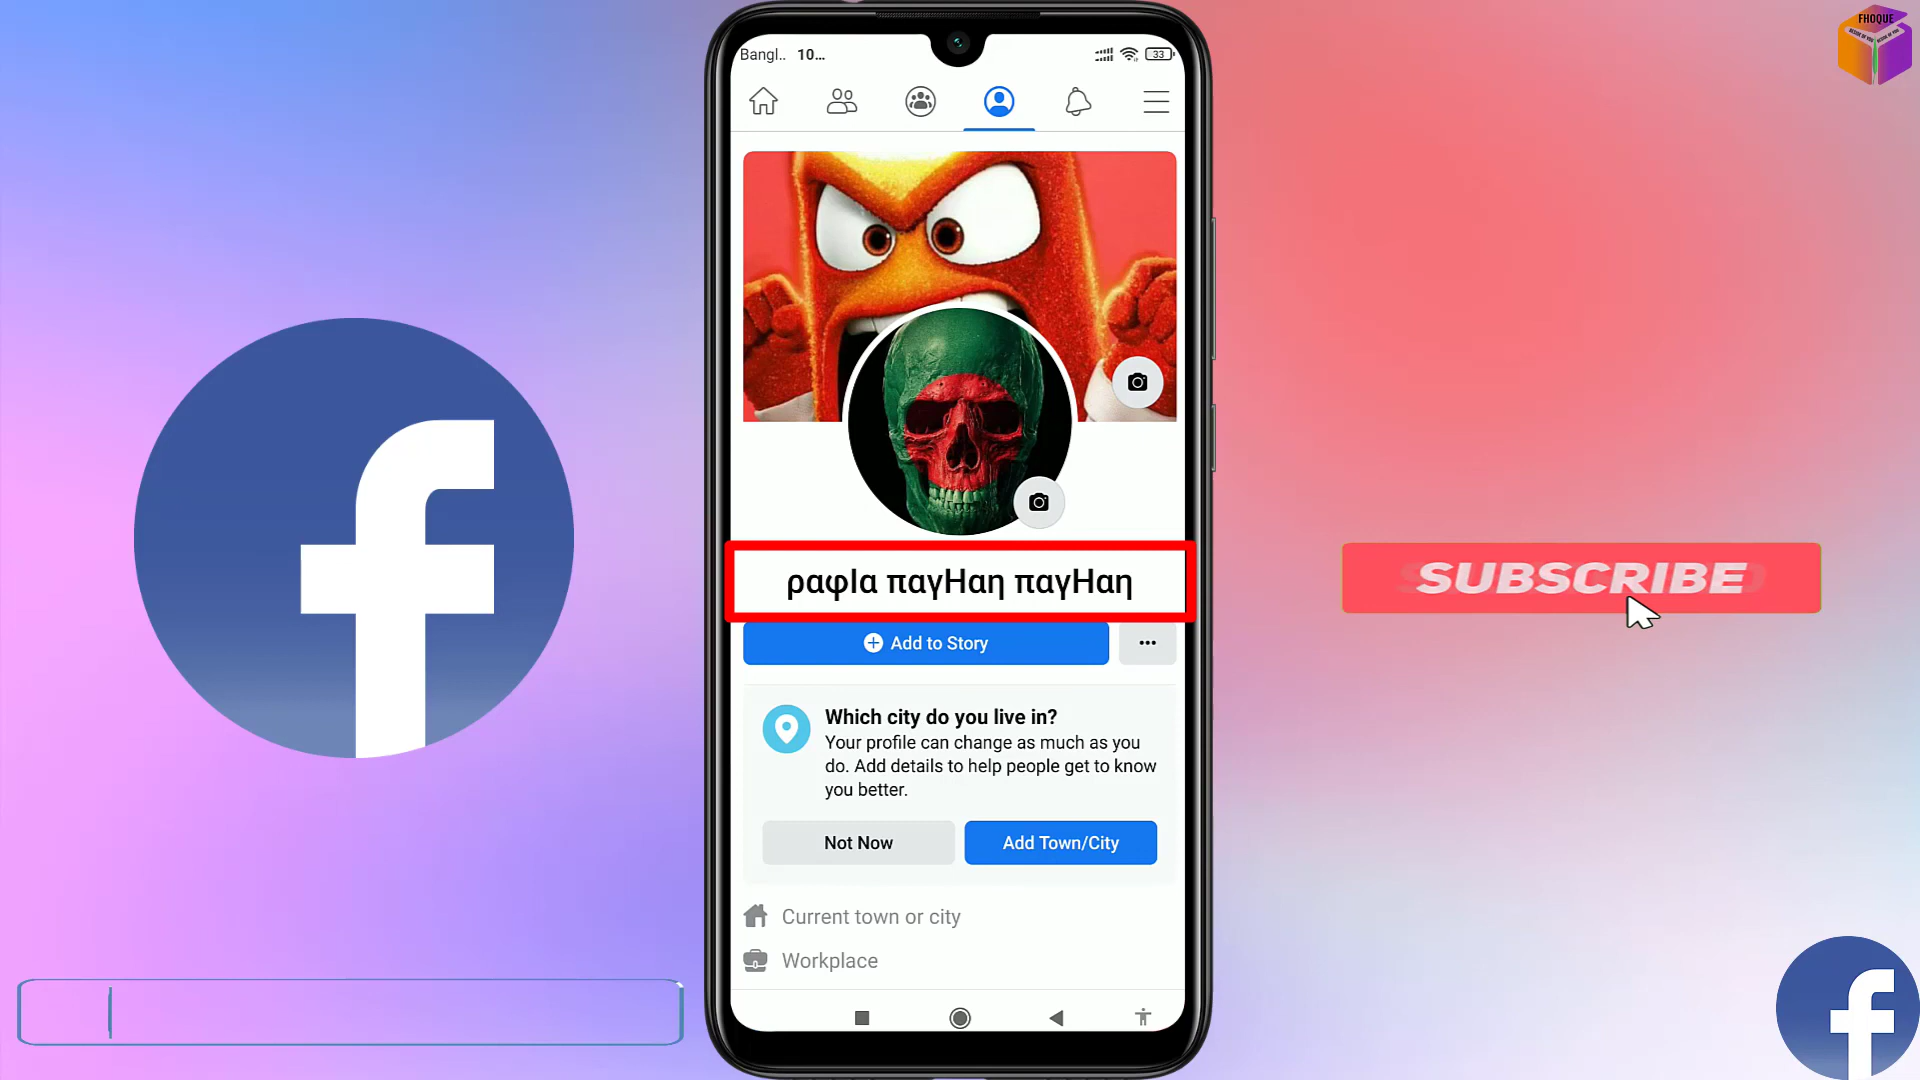 FHOQUE
Bangl.. 10...
33
ραφΙα παγΗαη παγΗαη
Add to Story
SUBSCRIBE
Which city do you live in?
Your profile can change as much as you
do. Add details to help people get to know
you better.
Not Now
Add Town/City
Current town or city
Workplace